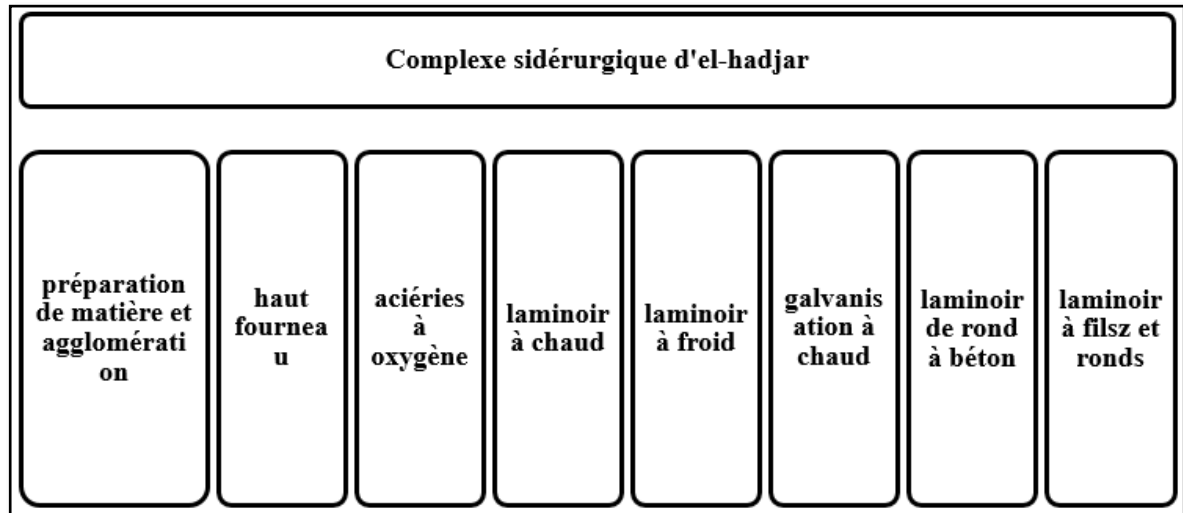 Complexe sidérurgique d'el-hadjar
préparation
de matière et
agglomérati
on
haut
fournea
u
aciéries
à
oxygène
laminoir
à chaud
laminoir
à froid
galvanis
ation à
chaud
laminoir
de rond
à béton
laminoir
à filsz et
ronds